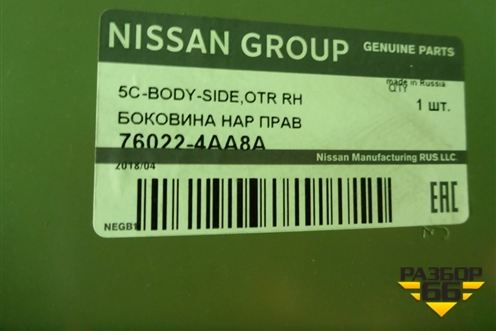 NISSAN GROUP GENUINE PARTS
5C-BODY-SIDE,OTR RH
made in Russia
QTY
БОКОВИНА НАР ПРАВ
1 шт.
76022-4AA8A
Nissan Manufacturing RUS LLC.
2018/04
NEGB1
EAC
РАЗБОР
66